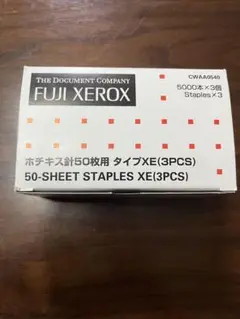 THE DOCUMENT COMPANY
FUJI XEROX
CWAA0540
5000本×3個
Staples×3
ホチキス針50枚用 タイプXE(3PCS)
50-SHEET STAPLES XE(3PCS)